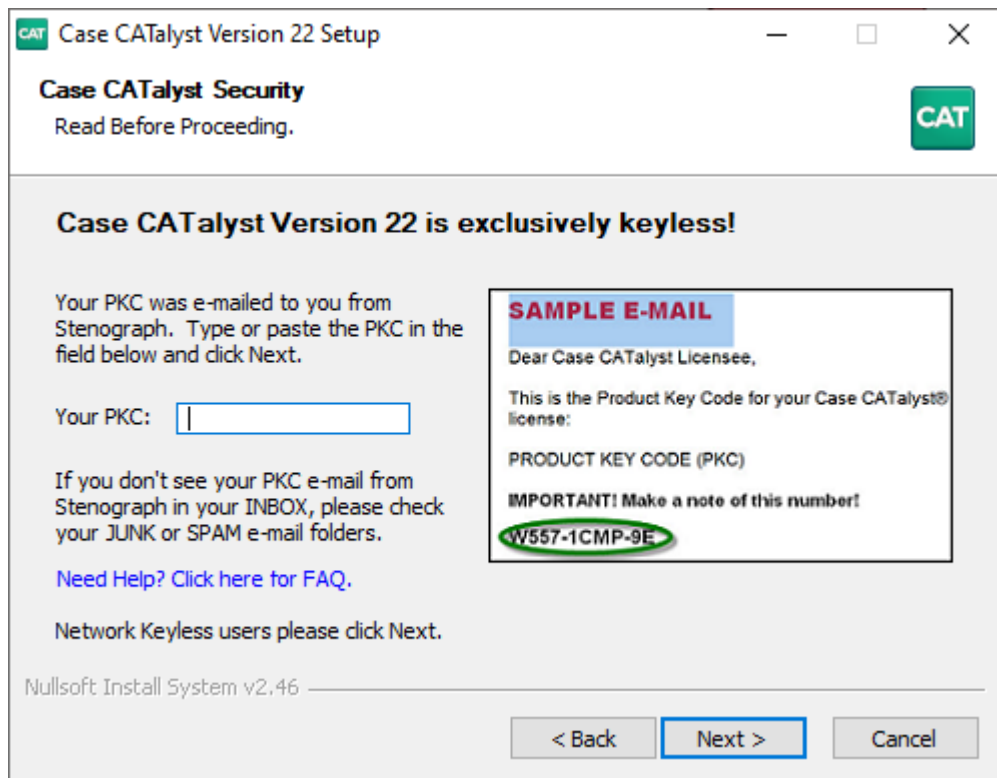 CAT Case CATalyst Version 22 Setup
Case CATalyst Security
Read Before Proceeding.
CAT
Case CATalyst Version 22 is exclusively keyless!
Your PKC was e-mailed to you from
Stenograph. Type or paste the PKC in the
field below and click Next.
Your PKC:
If you don't see your PKC e-mail from
Stenograph in your INBOX, please check
your JUNK or SPAM e-mail folders.
Need Help? Click here for FAQ.
Network Keyless users please click Next.
SAMPLE E-MAIL
Dear Case CATalyst Licensee,
This is the Product Key Code for your Case CATalyst®
license:
PRODUCT KEY CODE (PKC)
IMPORTANT! Make a note of this number!
W557-1CMP-9E
Nullsoft Install System v2.46
< Back
Next >
Cancel